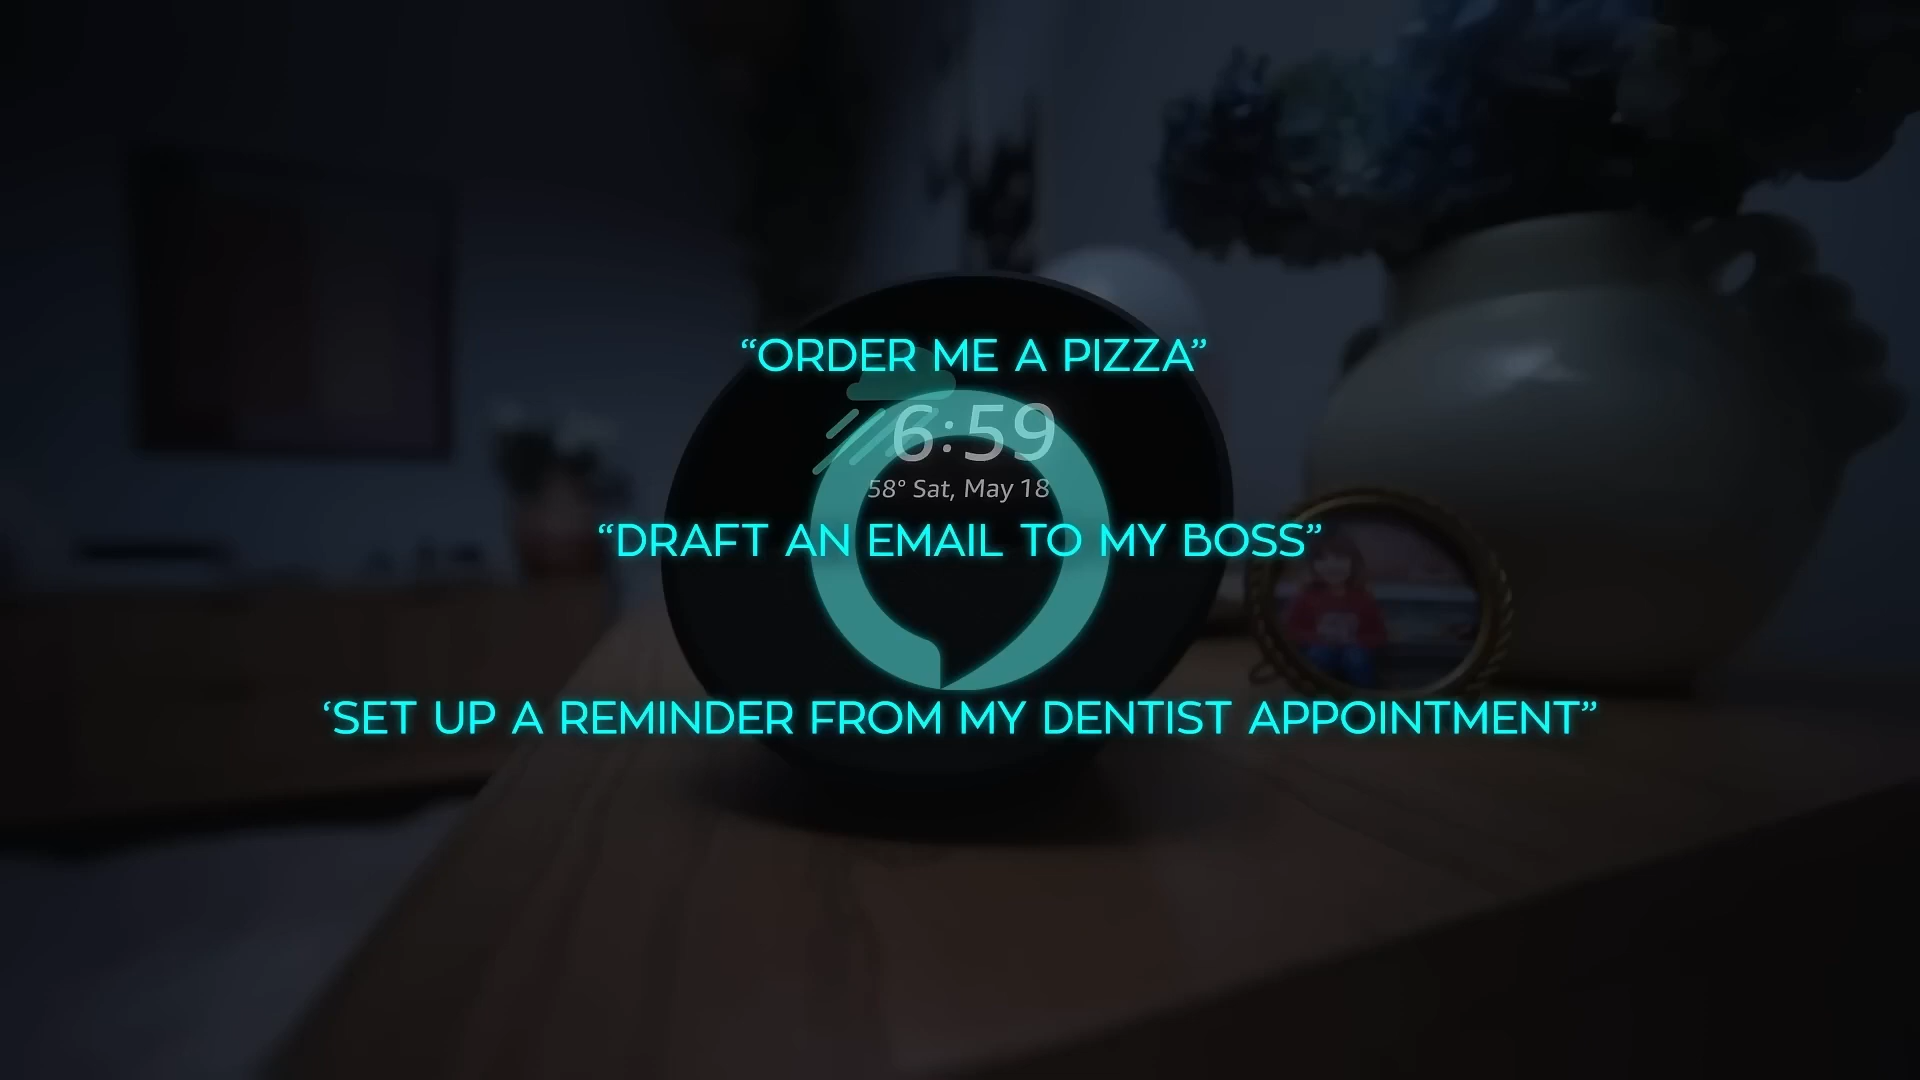 “ORDER ME A PIZZA”
6:59
58° Sat, May 18
“DRAFT AN EMAIL TO MY BOSS”
‘SET UP A REMINDER FROM MY DENTIST APPOINTMENT”